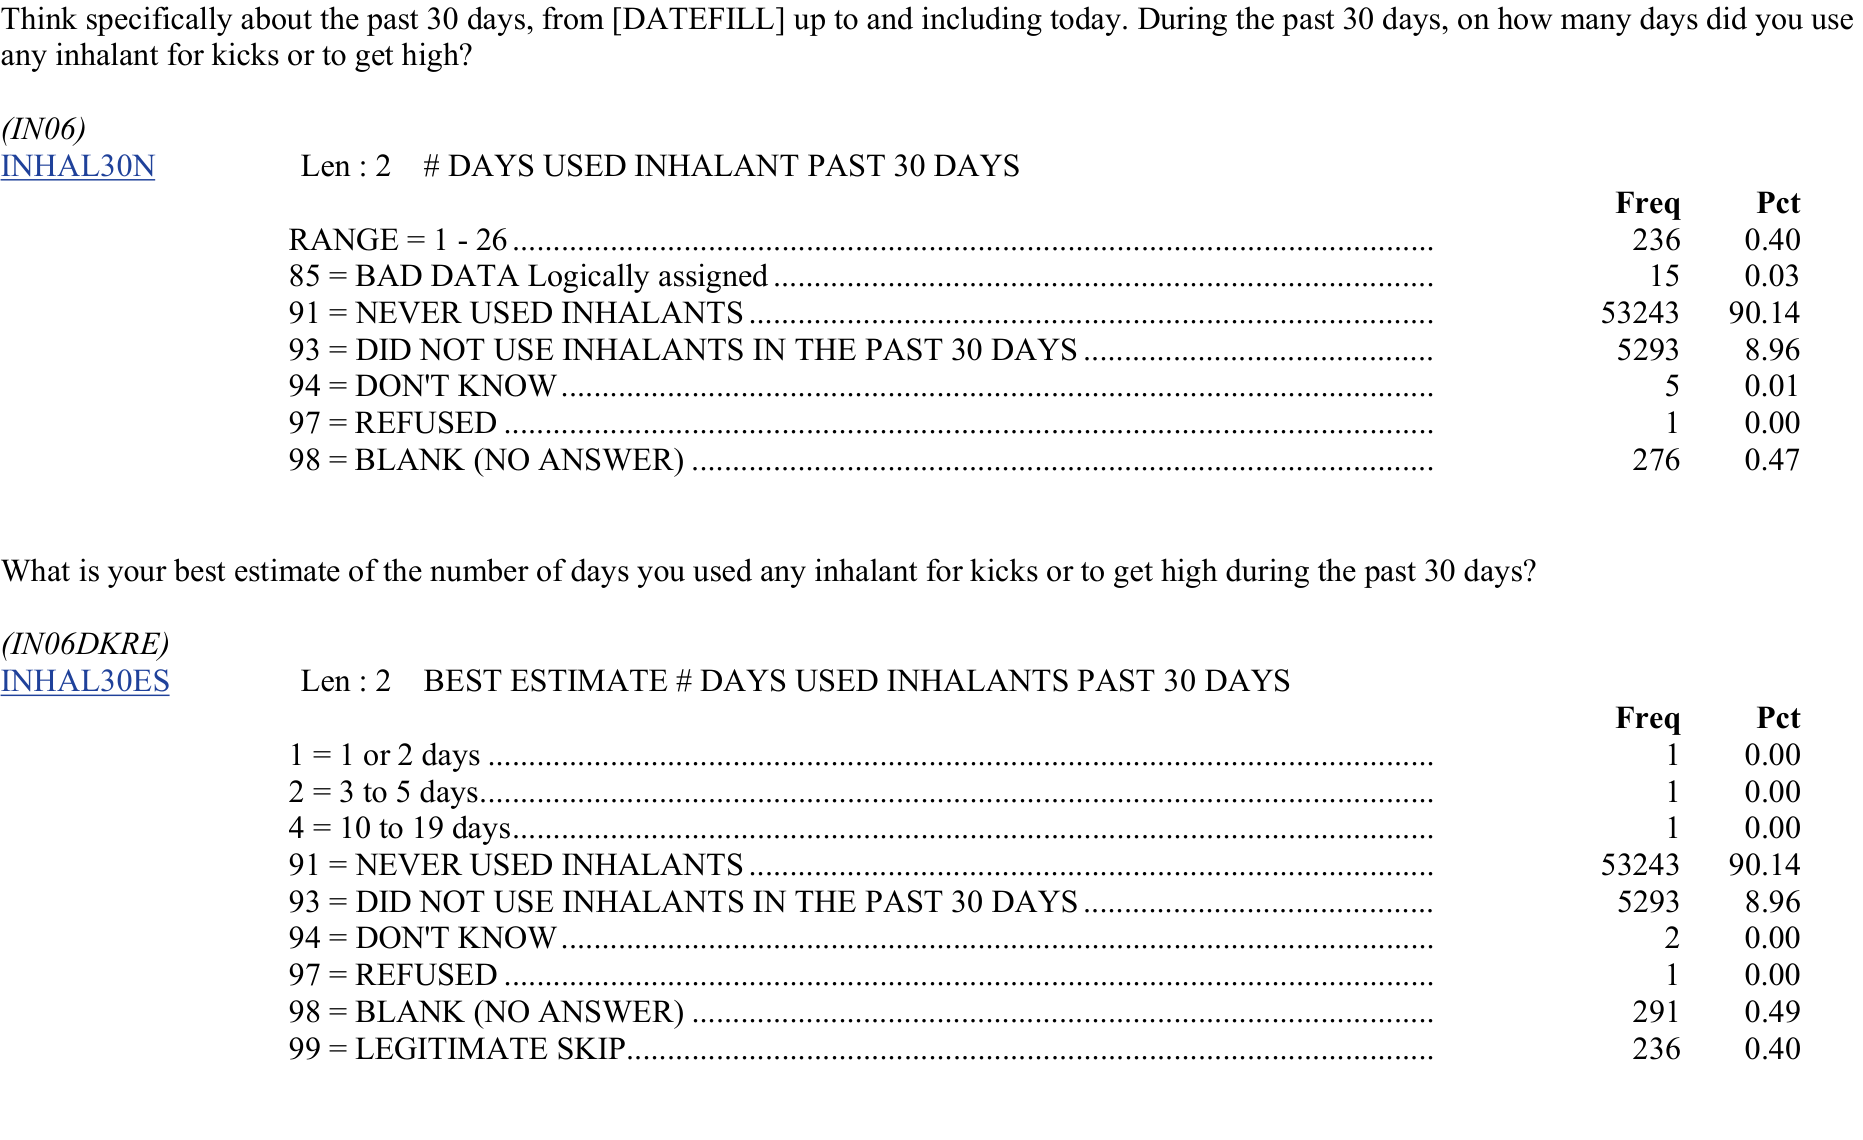 Think specifically about the past 30 days, from [DATEFILL] up to and including today. During the past 30 days, on how many days did you use
any inhalant for kicks or to get high?
(IN06)
INHAL30N Len : 2 # DAYS USED INHALANT PAST 30 DAYS
Freq Pct
RANGE = 1 - 26 236 0.40
85 = BAD DATA Logically assigned 15 0.03
91 = NEVER USED INHALANTS 53243 90.14
93 = DID NOT USE INHALANTS IN THE PAST 30 DAYS 5293 8.96
94 = DON'T KNOW 5 0.01
97 = REFUSED 1 0.00
98 = BLANK (NO ANSWER) 276 0.47
What is your best estimate of the number of days you used any inhalant for kicks or to get high during the past 30 days?
(IN06DKRE)
INHAL30ES Len : 2 BEST ESTIMATE # DAYS USED INHALANTS PAST 30 DAYS
Freq Pct
1 = 1 or 2 days 1 0.00
2 = 3 to 5 days 1 0.00
4 = 10 to 19 days 1 0.00
91 = NEVER USED INHALANTS 53243 90.14
93 = DID NOT USE INHALANTS IN THE PAST 30 DAYS 5293 8.96
94 = DON'T KNOW 2 0.00
97 = REFUSED 1 0.00
98 = BLANK (NO ANSWER) 291 0.49
99 = LEGITIMATE SKIP 236 0.40